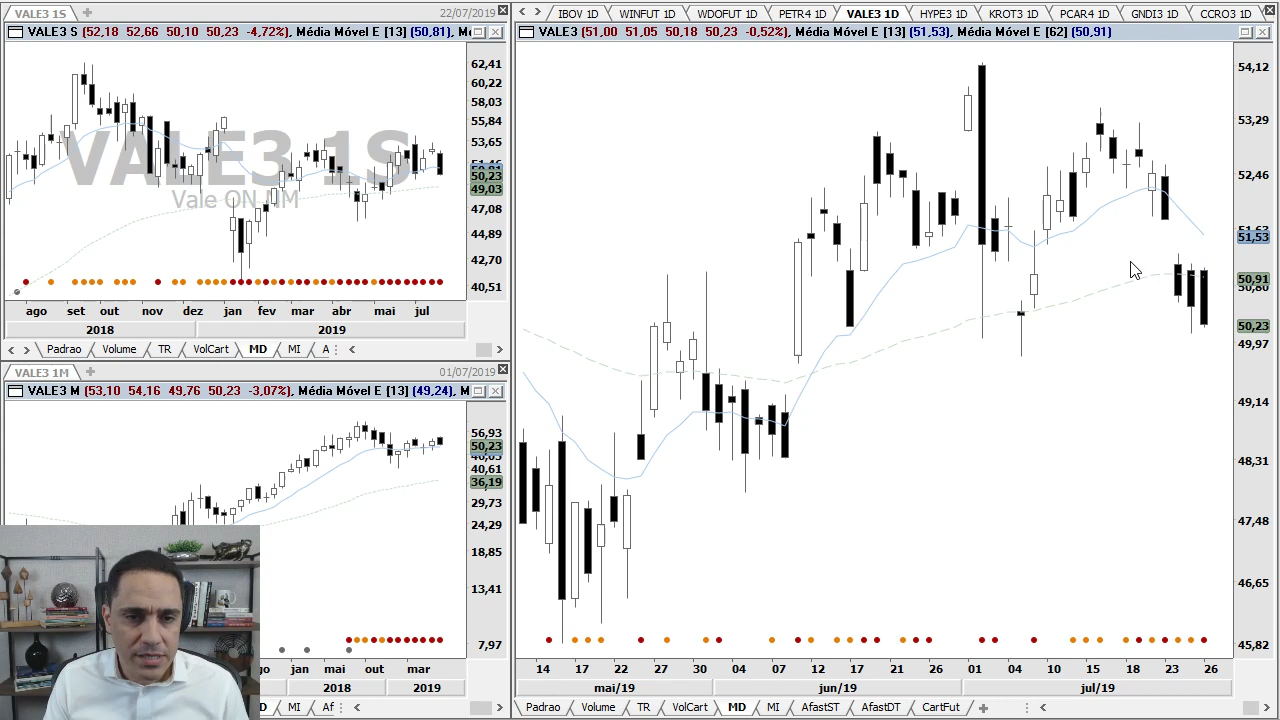 VALE3 1S
22/07/2019
VALE3 S (52,18 52,66 50,10 50,23 -4,72%), Média Móvel E [13] (50,81), M
62,41
60,22
58,03
55,84
53,65
50,23
49,03
47,08
44,89
42,70
40,51
VALE3 1S
Vale ON NM
ago set out nov dez jan fev mar abr mai jul
2018 2019
Padrao Volume TR VolCart MD MI A
VALE3 1M
01/07/2019
VALE3 M (53,10 54,16 49,76 50,23 -3,07%), Média Móvel E [13] (49,24), M
56,93
50,23
40,61
36,19
29,73
24,29
18,85
13,41
7,97
go jan mai out mar
2018 2019
D MI Af
IBOV 1D WINFUT 1D WDOFUT 1D PETR4 1D VALE3 1D HYPE3 1D KROT3 1D PCAR4 1D GNDI3 1D CCRO3 1D
VALE3 (51,00 51,05 50,18 50,23 -0,52%), Média Móvel E [13] (51,53), Média Móvel E [62] (50,91)
54,12
53,29
52,46
51,53
50,91
50,80
50,23
49,97
49,14
48,31
47,48
46,65
45,82
14 17 22 27 30 04 07 12 17 21 26 01 04 10 15 18 23 26
mai/19 jun/19 jul/19
Padrao Volume TR VolCart MD MI AfastST AfastDT CartFut